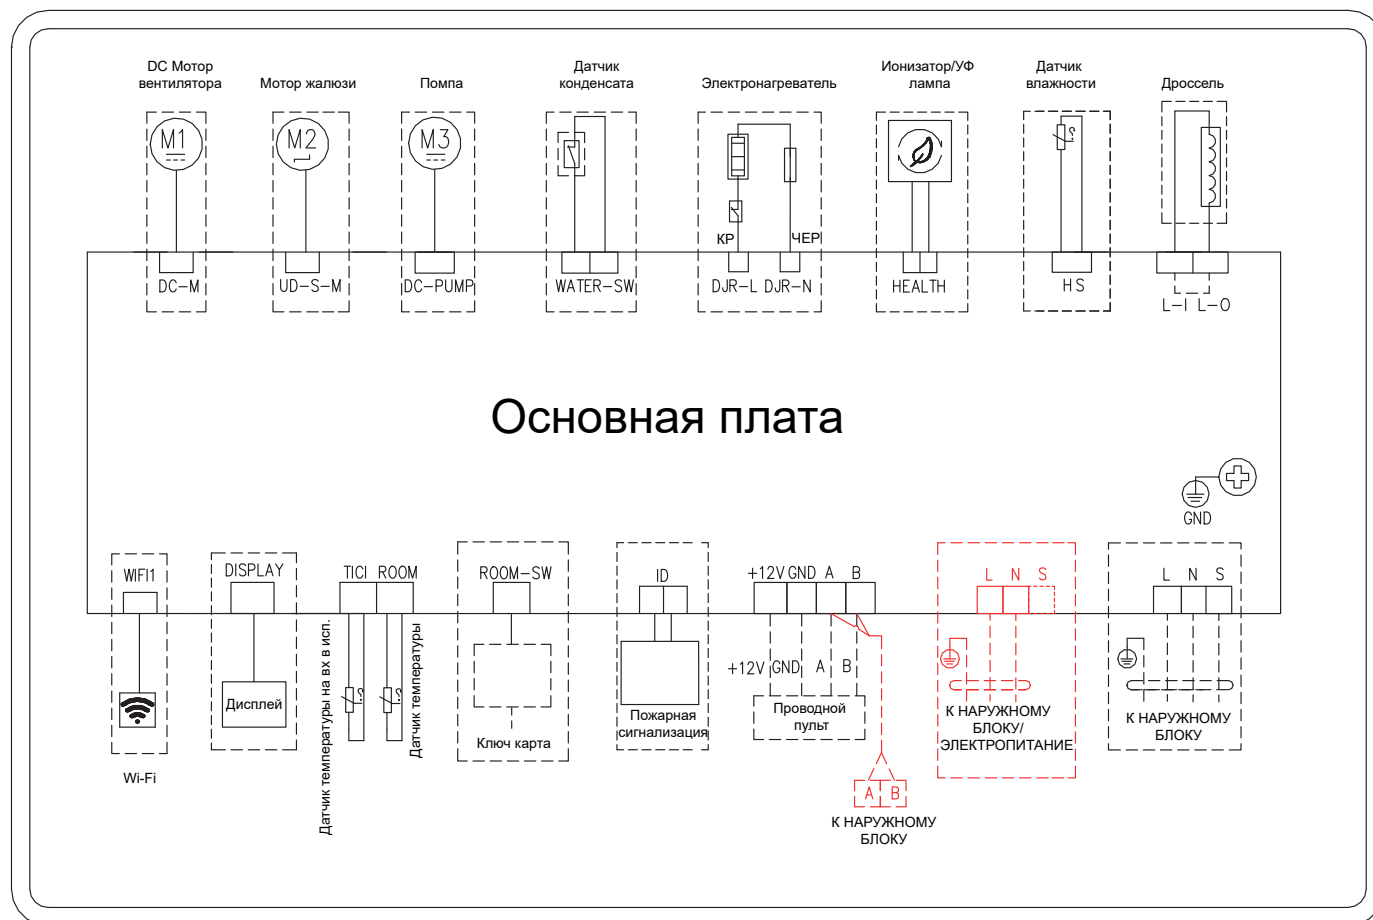 DC Мотор
вентилятора
Мотор жалюзи
Помпа
Датчик
конденсата
Электронагреватель
Ионизатор/УФ
лампа
Датчик
влажности
Дроссель
M1
M2
M3
КР
ЧЕР
DC-M
UD-S-M
DC-PUMP
WATER-SW
DJR-L DJR-N
HEALTH
HS
L-I L-O
Основная плата
GND
WIFI1
DISPLAY
TICI ROOM
ROOM-SW
ID
+12V GND A B
L N S
L N S
Датчик температуры на вх в исп.
Датчик температуры
+12V GND A B
Дисплей
Ключ карта
Пожарная
сигнализация
Проводной
пульт
К НАРУЖНОМУ
БЛОКУ/
ЭЛЕКТРОПИТАНИЕ
К НАРУЖНОМУ
БЛОКУ
Wi-Fi
A B
К НАРУЖНОМУ
БЛОКУ